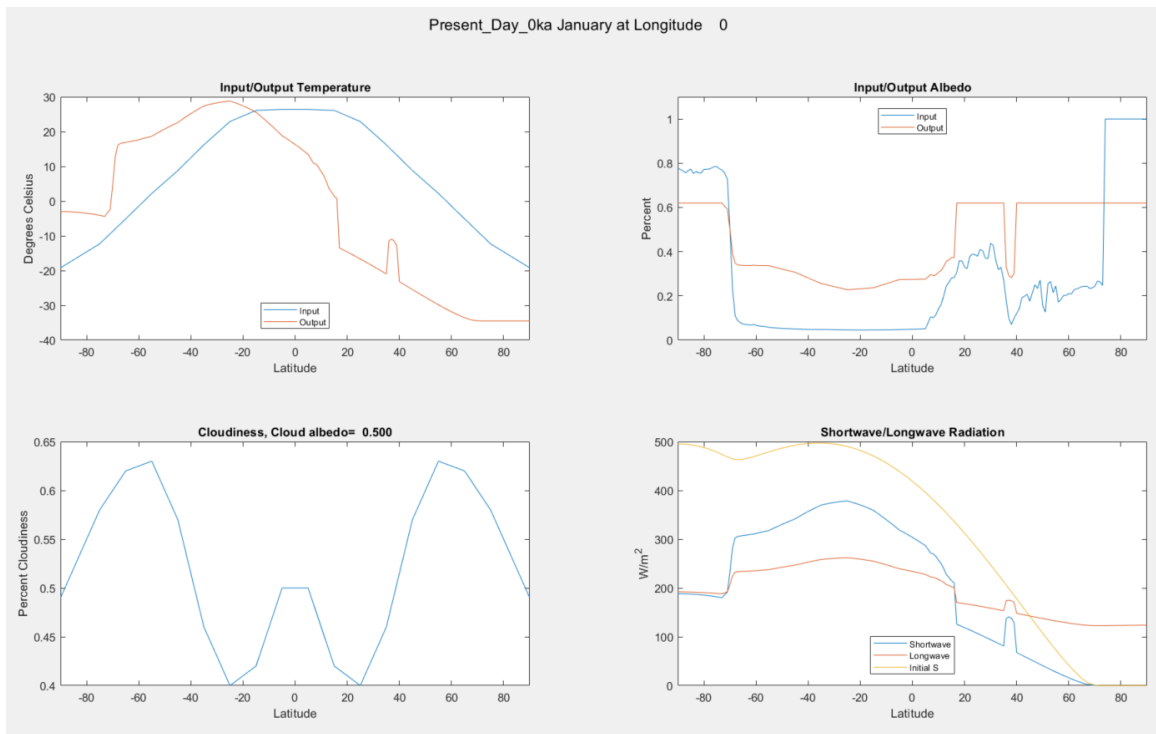 Present_Day_0ka January at Longitude 0
Input/Output Temperature
30
20
10
0
-10
-20
-30
-40
Degrees Celsius
Input
Output
-80 -60 -40 -20 0 20 40 60 80
Latitude
Input/Output Albedo
1
0.8
0.6
0.4
0.2
0
Percent
Input
Output
-80 -60 -40 -20 0 20 40 60 80
Latitude
Cloudiness, Cloud albedo= 0.500
0.65
0.6
0.55
0.5
0.45
0.4
Percent Cloudiness
-80 -60 -40 -20 0 20 40 60 80
Latitude
Shortwave/Longwave Radiation
500
400
300
200
100
0
W/m²
Shortwave
Longwave
Initial S
-80 -60 -40 -20 0 20 40 60 80
Latitude